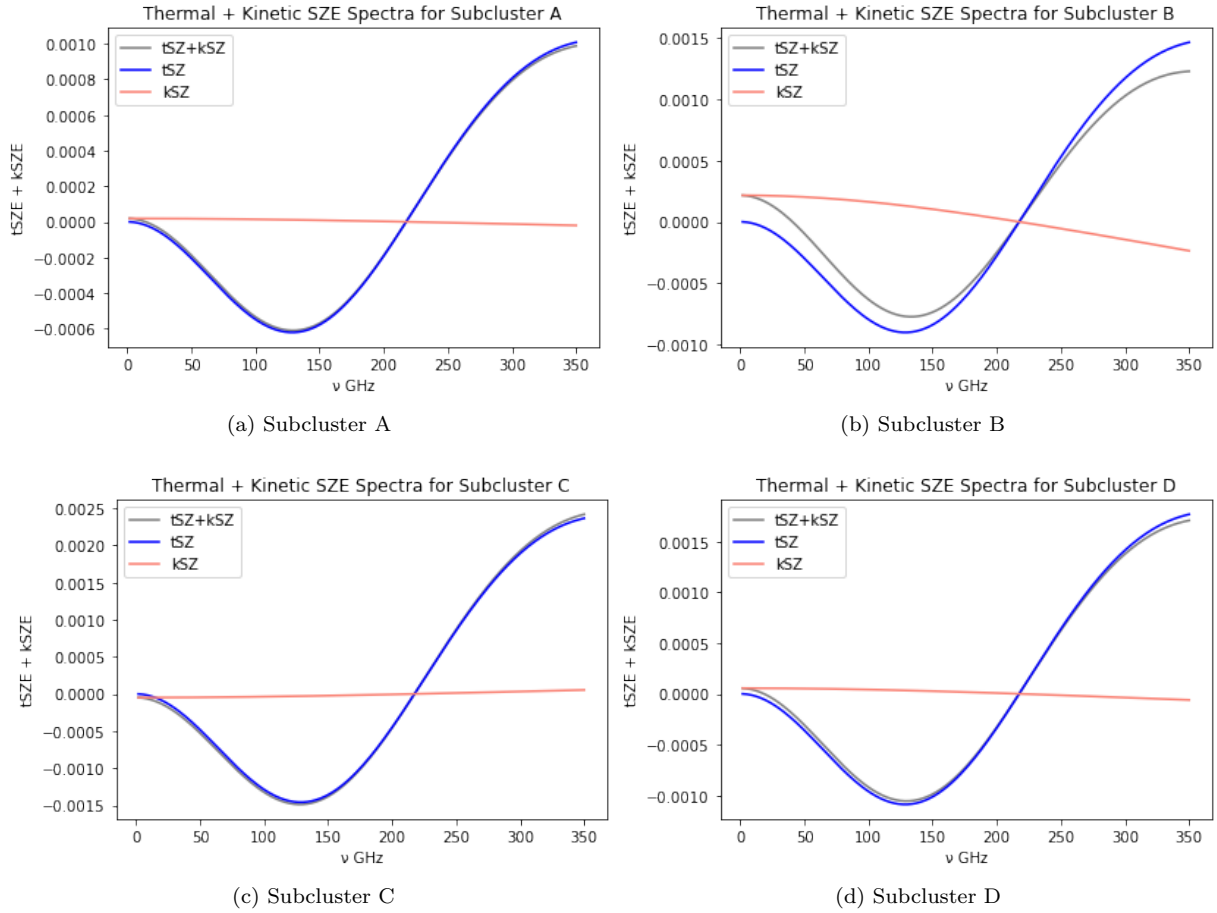 Thermal + Kinetic SZE Spectra for Subcluster A
tSZ+kSZ
tSZ
kSZ
tSZE + kSZE
0.0010
0.0008
0.0006
0.0004
0.0002
0.0000
−0.0002
−0.0004
−0.0006
0 50 100 150 200 250 300 350
ν GHz
(a) Subcluster A
Thermal + Kinetic SZE Spectra for Subcluster B
tSZ+kSZ
tSZ
kSZ
tSZE + kSZE
0.0015
0.0010
0.0005
0.0000
−0.0005
−0.0010
0 50 100 150 200 250 300 350
ν GHz
(b) Subcluster B
Thermal + Kinetic SZE Spectra for Subcluster C
tSZ+kSZ
tSZ
kSZ
tSZE + kSZE
0.0025
0.0020
0.0015
0.0010
0.0005
0.0000
−0.0005
−0.0010
−0.0015
0 50 100 150 200 250 300 350
ν GHz
(c) Subcluster C
Thermal + Kinetic SZE Spectra for Subcluster D
tSZ+kSZ
tSZ
kSZ
tSZE + kSZE
0.0015
0.0010
0.0005
0.0000
−0.0005
−0.0010
0 50 100 150 200 250 300 350
ν GHz
(d) Subcluster D